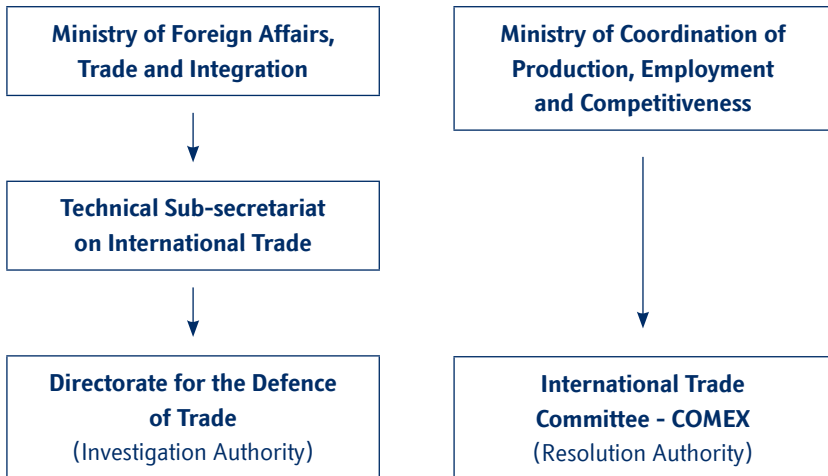 Ministry of Foreign Affairs,
Trade and Integration
Technical Sub-secretariat
on International Trade
Directorate for the Defence
of Trade
(Investigation Authority)
Ministry of Coordination of
Production, Employment
and Competitiveness
International Trade
Committee - COMEX
(Resolution Authority)